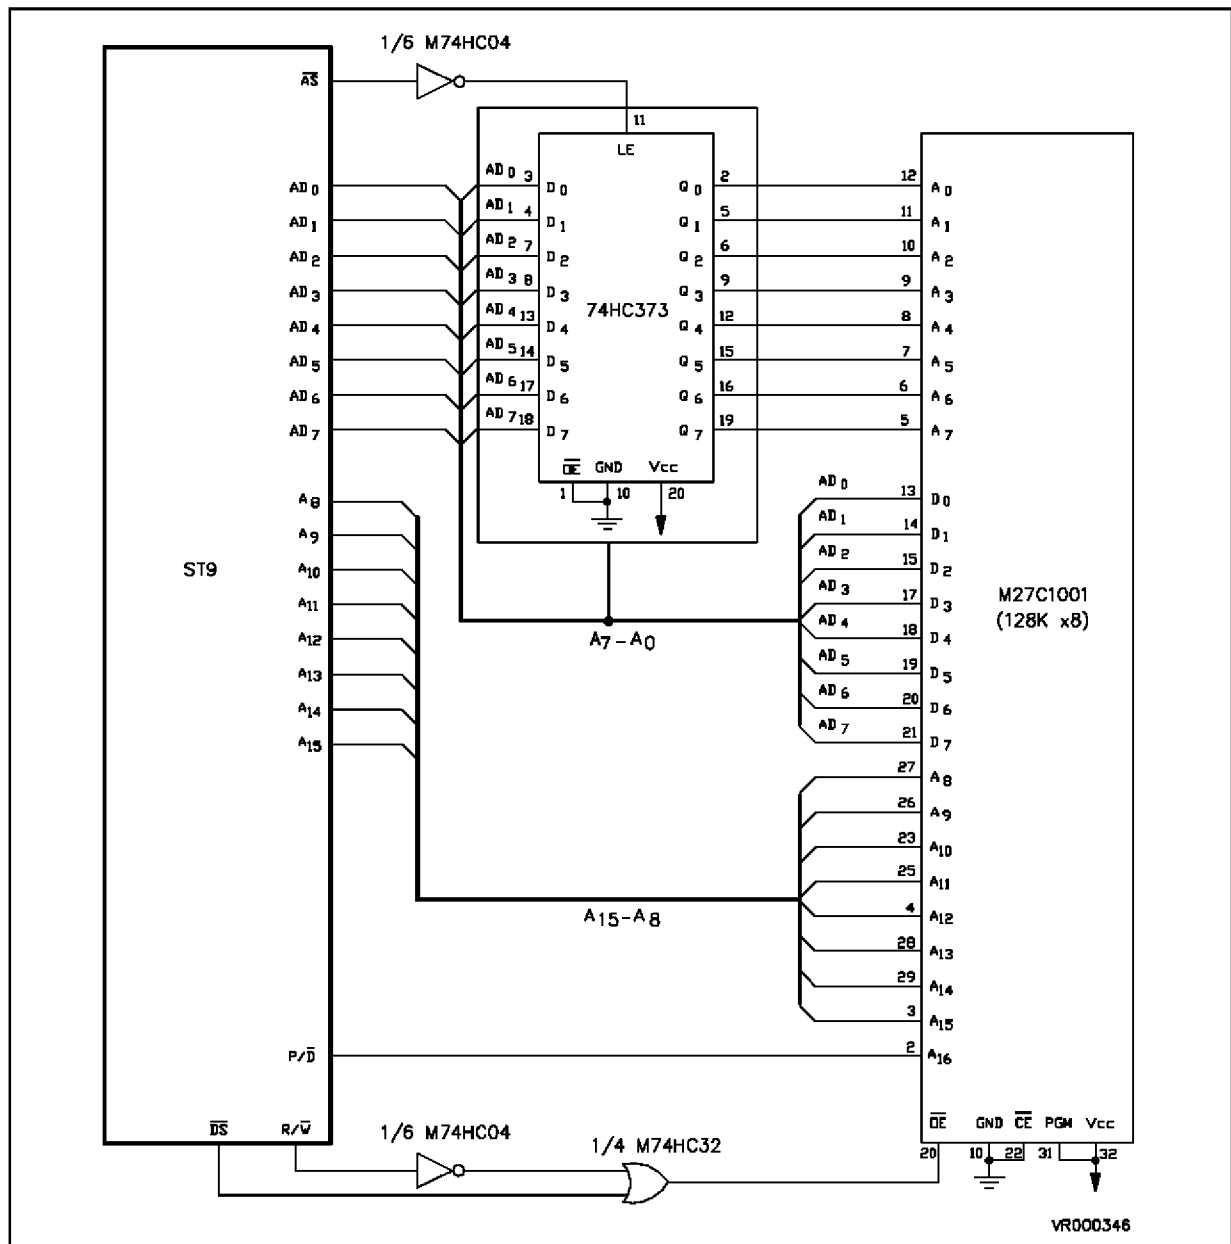 1/6 M74HC04
A̅S̅
11
LE
AD0 AD0 3 D0 Q0 2 12 A0
AD1 AD1 4 D1 Q1 5 11 A1
AD2 AD2 7 D2 Q2 6 10 A2
AD3 AD3 8 D3 Q3 9 9 A3
74HC373
AD4 AD4 13 D4 Q4 12 8 A4
AD5 AD5 14 D5 Q5 15 7 A5
AD6 AD6 17 D6 Q6 16 6 A6
AD7 AD7 18 D7 Q7 19 5 A7
O̅E̅ GND Vcc
1 10 20
A8 AD0 13 D0
A9 AD1 14 D1
A10 AD2 15 D2
ST9
A11 AD3 17 D3
M27C1001
(128K x8)
A12 AD4 18 D4
A7-A0
A13 AD5 19 D5
A14 AD6 20 D6
A15 AD7 21 D7
27 A8
26 A9
23 A10
25 A11
4 A12
A15-A8
28 A13
29 A14
3 A15
P/D̅ 2 A16
D̅S̅ R/W̅
O̅E̅ GND C̅E̅ PGM Vcc
1/6 M74HC04
1/4 M74HC32
20 10 22 31 32
VR000346